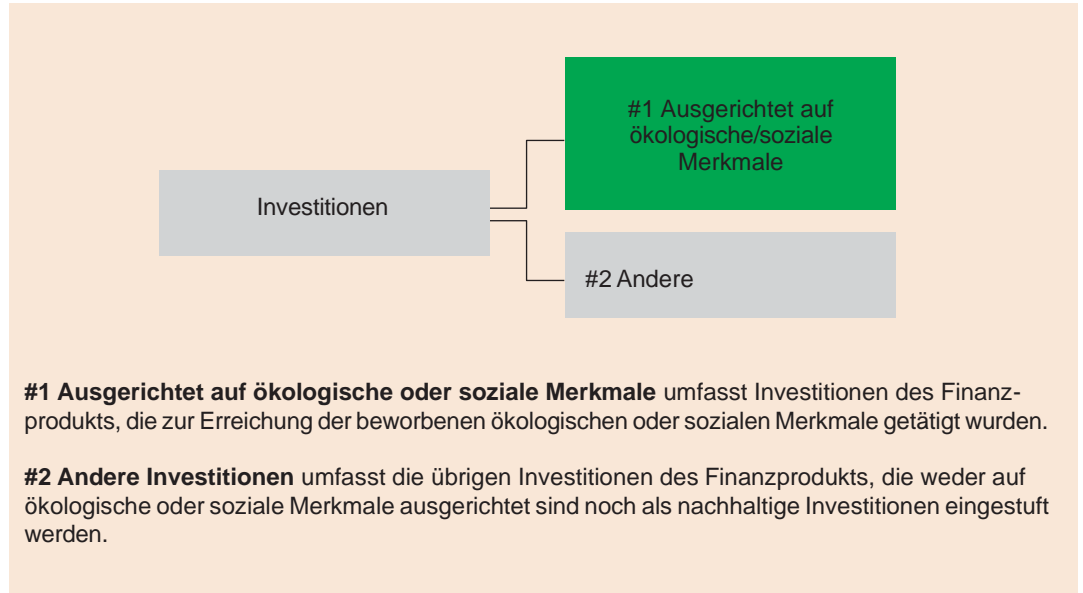 #1 Ausgerichtet auf
ökologische/soziale
Merkmale
Investitionen
#2 Andere
#1 Ausgerichtet auf ökologische oder soziale Merkmale umfasst Investitionen des Finanz-
produkts, die zur Erreichung der beworbenen ökologischen oder sozialen Merkmale getätigt wurden.
#2 Andere Investitionen umfasst die übrigen Investitionen des Finanzprodukts, die weder auf
ökologische oder soziale Merkmale ausgerichtet sind noch als nachhaltige Investitionen eingestuft
werden.